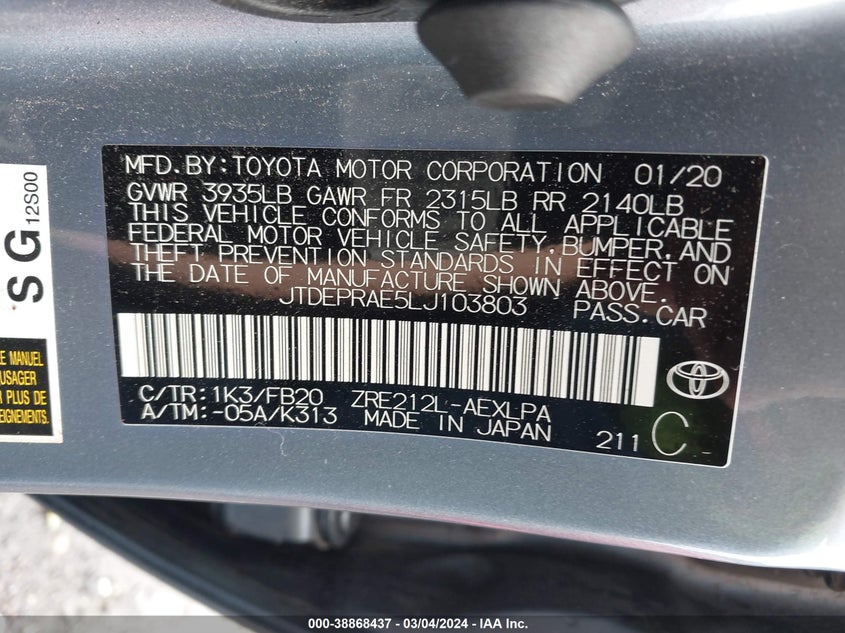 MFD.BY:TOYOTA MOTOR CORPORATION 01/20
GVWR 3935LB GAWR FR 2315LB RR 2140LB
THIS VEHICLE CONFORMS TO ALL APPLICABLE
FEDERAL MOTOR VEHICLE SAFETY,BUMPER,AND
THEFT PREVENTION STANDARDS IN EFFECT ON
THE DATE OF MANUFACTURE SHOWN ABOVE.
JTDEPRAE5LJ103803 PASS.CAR
C/TR:1K3/FB20 ZRE212L-AEXLPA
A/TM:-05A/K313 MADE IN JAPAN
211 C
SG 12S00
MANUEL
USAGER
PLUS
000-38868437 - 03/04/2024 - IAA Inc.